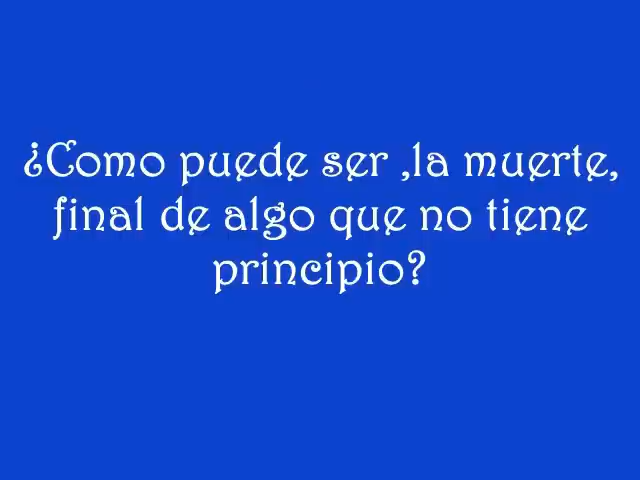 ¿Como puede ser ,la muerte,
final de algo que no tiene
principio?